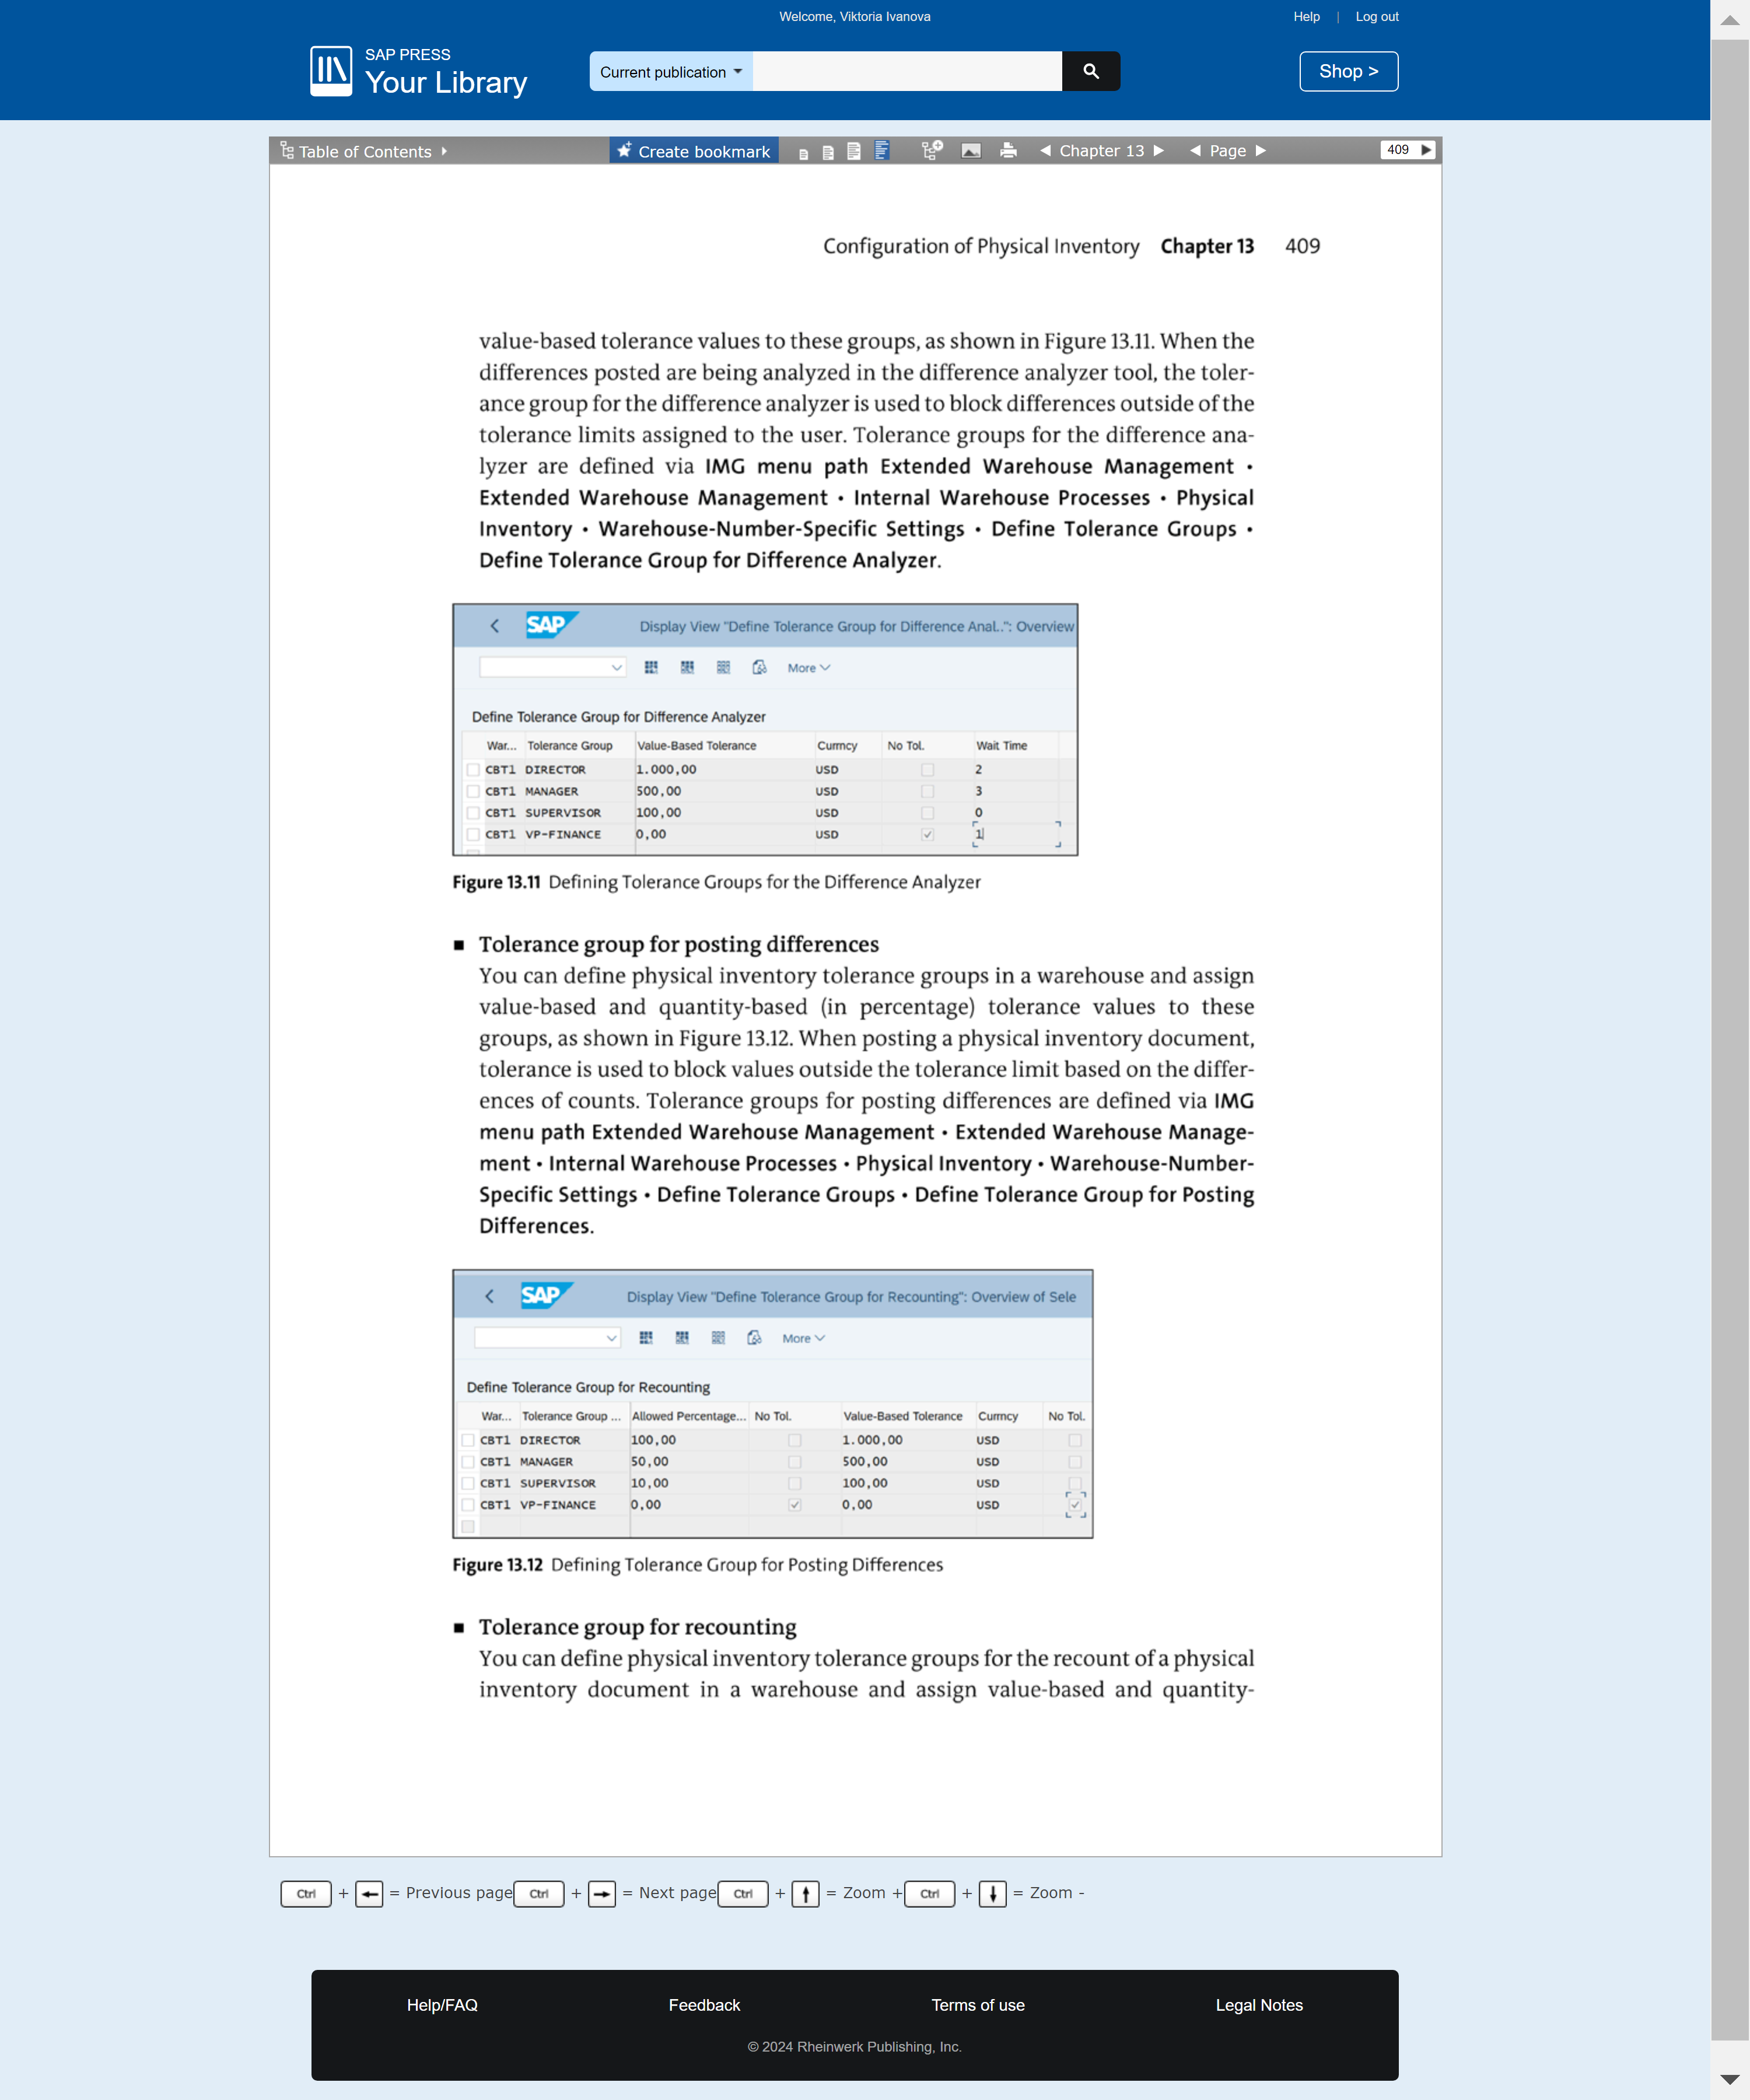 Welcome, Viktoria Ivanova
Help | Log out
SAP PRESS
Your Library
Current publication
Shop >
Table of Contents
Create bookmark
Chapter 13
Page
409
Configuration of Physical Inventory Chapter 13 409
value-based tolerance values to these groups, as shown in Figure 13.11. When the
differences posted are being analyzed in the difference analyzer tool, the toler-
ance group for the difference analyzer is used to block differences outside of the
tolerance limits assigned to the user. Tolerance groups for the difference ana-
lyzer are defined via IMG menu path Extended Warehouse Management •
Extended Warehouse Management • Internal Warehouse Processes • Physical
Inventory • Warehouse-Number-Specific Settings • Define Tolerance Groups •
Define Tolerance Group for Difference Analyzer.
SAP Display View "Define Tolerance Group for Difference Anal..": Overview
More
Define Tolerance Group for Difference Analyzer
War... Tolerance Group Value-Based Tolerance Curmcy No Tol. Wait Time
CBT1 DIRECTOR 1.000,00 USD 2
CBT1 MANAGER 500,00 USD 3
CBT1 SUPERVISOR 100,00 USD 0
CBT1 VP-FINANCE 0,00 USD 1
Figure 13.11 Defining Tolerance Groups for the Difference Analyzer
■ Tolerance group for posting differences
You can define physical inventory tolerance groups in a warehouse and assign
value-based and quantity-based (in percentage) tolerance values to these
groups, as shown in Figure 13.12. When posting a physical inventory document,
tolerance is used to block values outside the tolerance limit based on the differ-
ences of counts. Tolerance groups for posting differences are defined via IMG
menu path Extended Warehouse Management • Extended Warehouse Manage-
ment • Internal Warehouse Processes • Physical Inventory • Warehouse-Number-
Specific Settings • Define Tolerance Groups • Define Tolerance Group for Posting
Differences.
SAP Display View "Define Tolerance Group for Recounting": Overview of Sele
More
Define Tolerance Group for Recounting
War... Tolerance Group ... Allowed Percentage... No Tol. Value-Based Tolerance Curmcy No Tol.
CBT1 DIRECTOR 100,00 1.000,00 USD
CBT1 MANAGER 50,00 500,00 USD
CBT1 SUPERVISOR 10,00 100,00 USD
CBT1 VP-FINANCE 0,00 0,00 USD
Figure 13.12 Defining Tolerance Group for Posting Differences
■ Tolerance group for recounting
You can define physical inventory tolerance groups for the recount of a physical
inventory document in a warehouse and assign value-based and quantity-
Ctrl + ← = Previous page Ctrl + → = Next page Ctrl + ↑ = Zoom + Ctrl + ↓ = Zoom -
Help/FAQ Feedback Terms of use Legal Notes
© 2024 Rheinwerk Publishing, Inc.